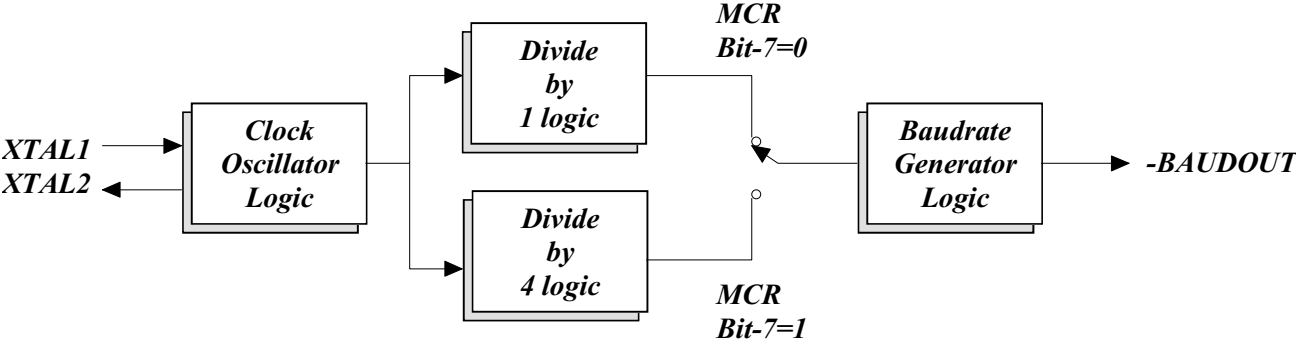 XTAL1
XTAL2
Clock
Oscillator
Logic
Divide
by
1 logic
Divide
by
4 logic
MCR
Bit-7=0
MCR
Bit-7=1
Baudrate
Generator
Logic
-BAUDOUT